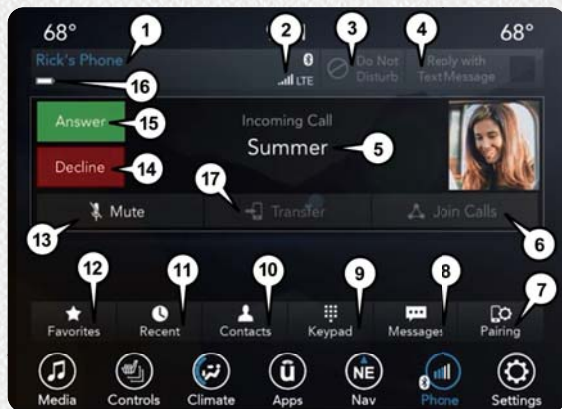 1 2 3 4
68° 68°
Rick's Phone
Do Not Disturb
Reply with Text Message
LTE
16
Answer
15
Incoming Call
Summer
5
Decline
14
17
Mute
Transfer
Join Calls
13
6
12 11 10 9 8 7
Favorites Recent Contacts Keypad Messages Pairing
ū NE
Media Controls Climate Apps Nav Phone Settings